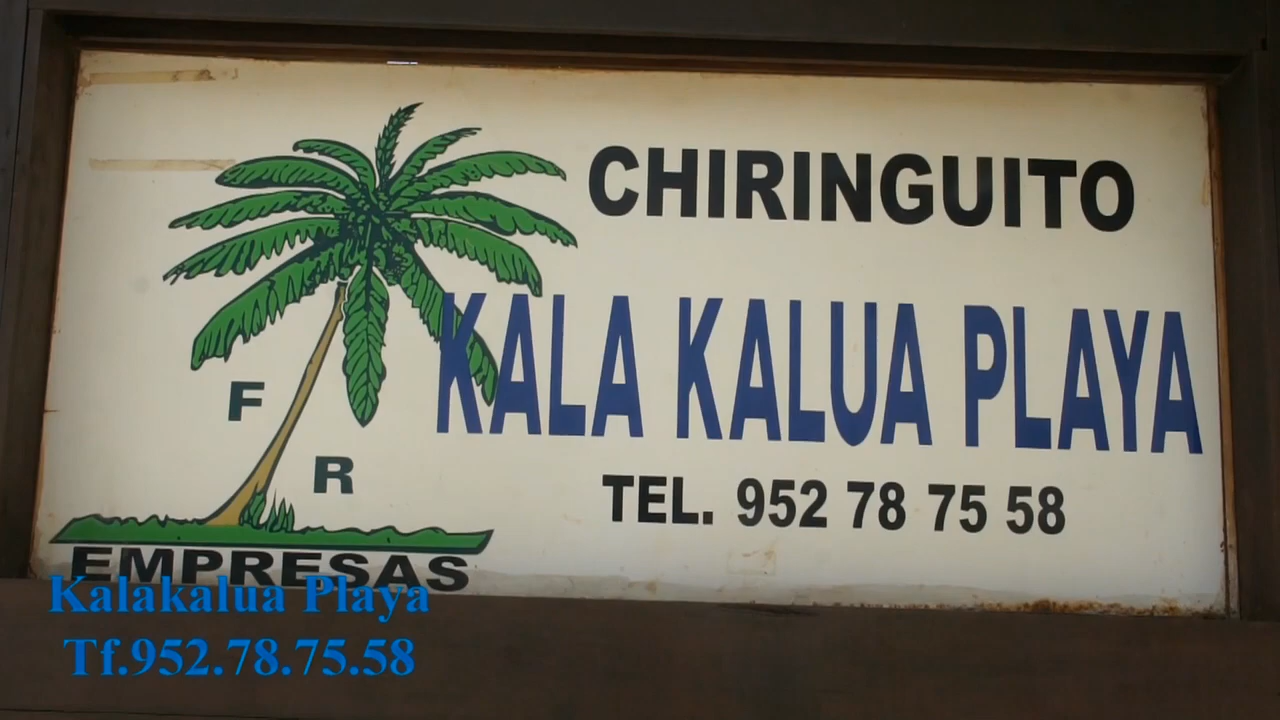 CHIRINGUITO
KALA KALUA PLAYA
TEL. 952 78 75 58
F
R
EMPRESAS
Kalakalua Playa
Tf.952.78.75.58